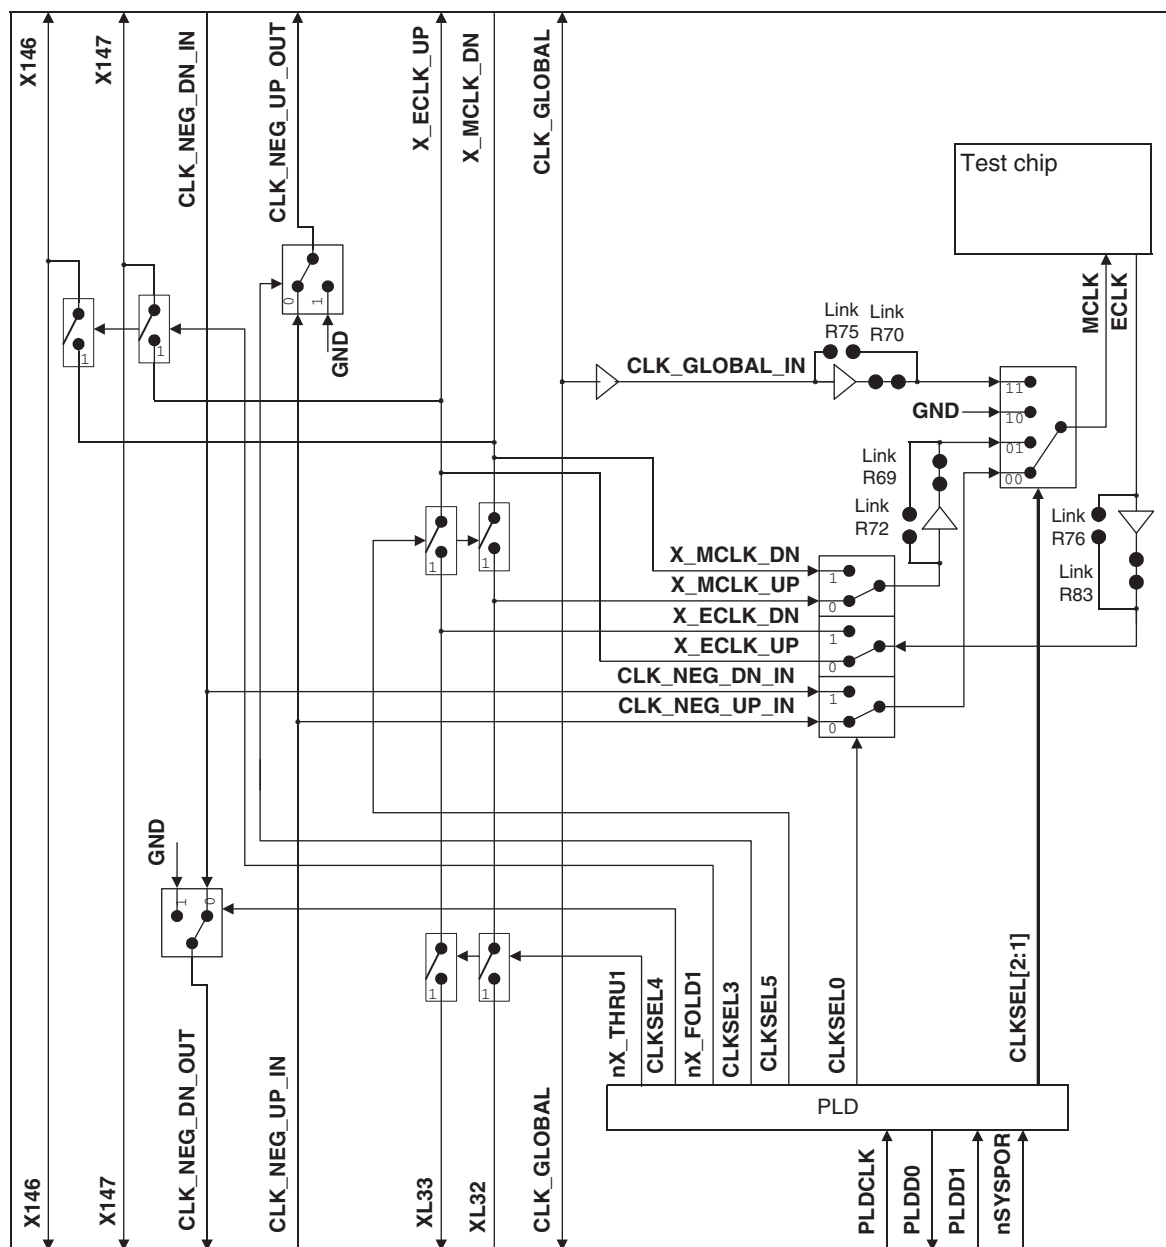 X146
X147
CLK_NEG_DN_IN
CLK_NEG_UP_OUT
X_ECLK_UP
X_MCLK_DN
CLK_GLOBAL
Test chip
MCLK
ECLK
0
1
GND
1
1
Link
R75
Link
R70
CLK_GLOBAL_IN
11
GND
10
01
00
Link
R69
Link
R72
Link
R76
Link
R83
1
1
X_MCLK_DN
1
X_MCLK_UP
0
X_ECLK_DN
1
X_ECLK_UP
0
CLK_NEG_DN_IN
1
CLK_NEG_UP_IN
0
GND
1
0
1
1
nX_THRU1
CLKSEL4
nX_FOLD1
CLKSEL3
CLKSEL5
CLKSEL0
CLKSEL[2:1]
PLD
X146
X147
CLK_NEG_DN_OUT
CLK_NEG_UP_IN
XL33
XL32
CLK_GLOBAL
PLDCLK
PLDD0
PLDD1
nSYSPOR